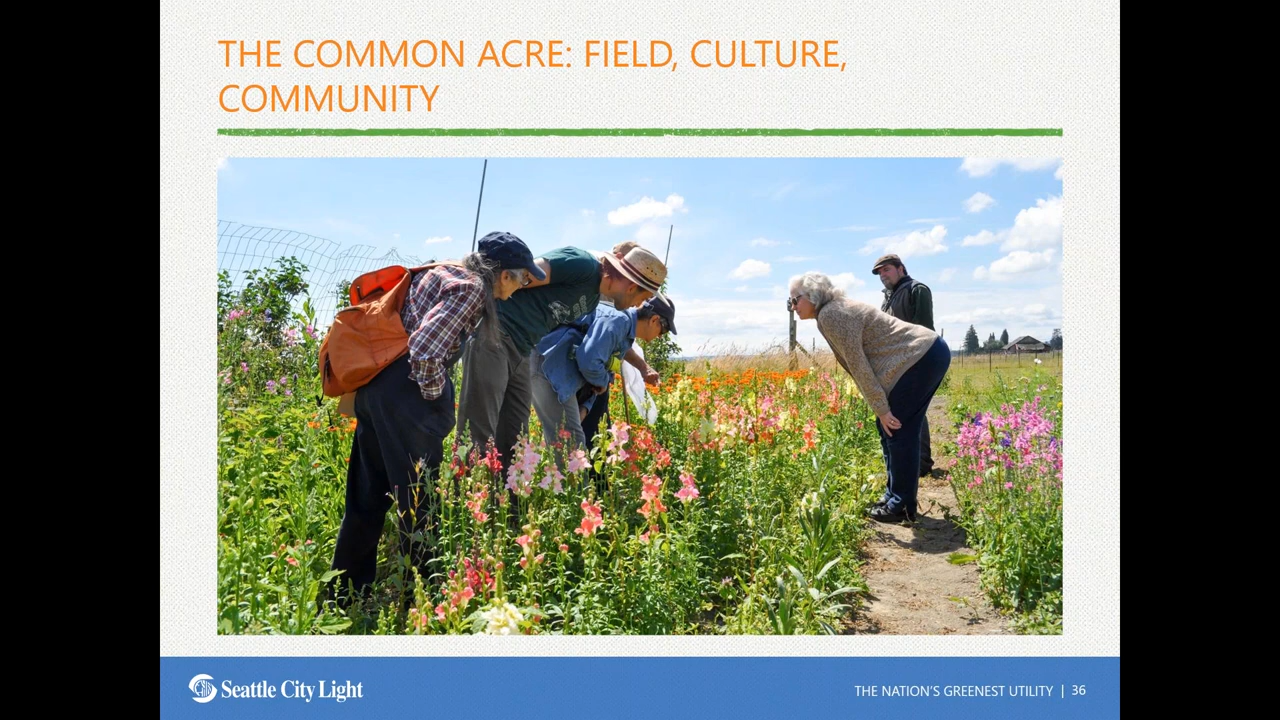 THE COMMON ACRE: FIELD, CULTURE,
COMMUNITY
Seattle City Light
THE NATION'S GREENEST UTILITY | 36